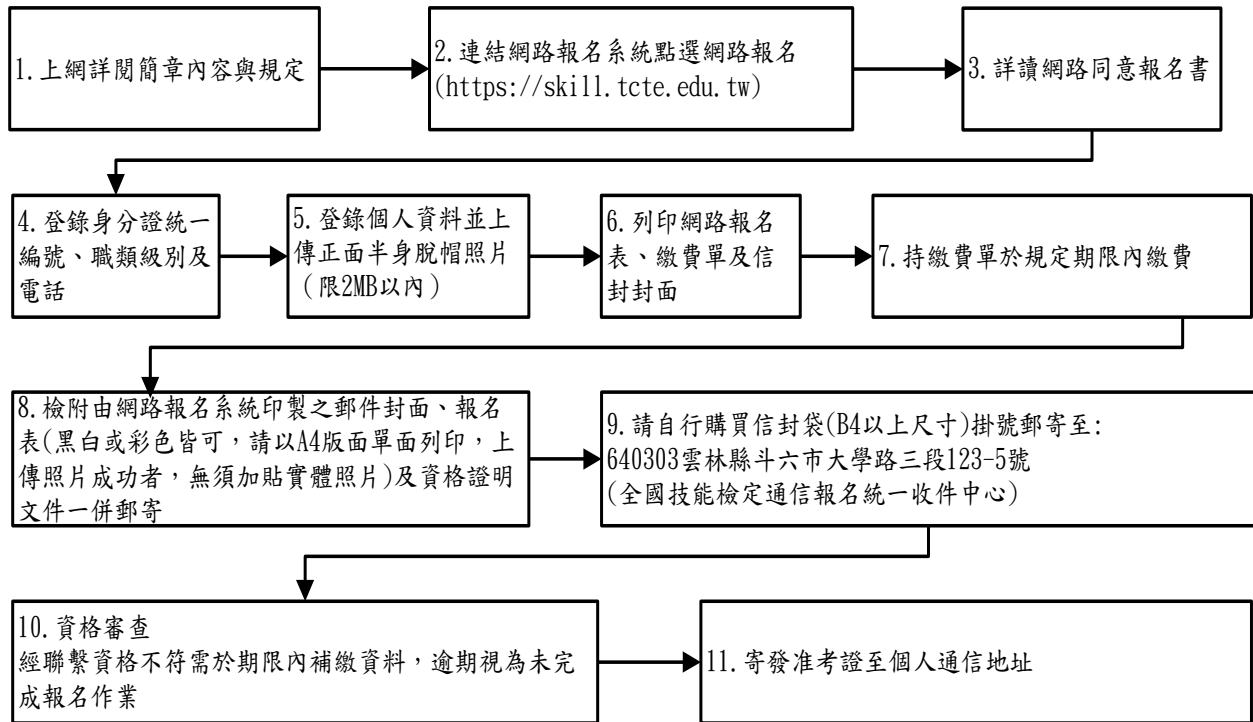 1.上網詳閱簡章內容與規定
2.連結網路報名系統點選網路報名
(https://skill.tcte.edu.tw)
3.詳讀網路同意報名書
4.登錄身分證統一
編號、職類級別及
電話
5.登錄個人資料並上
傳正面半身脫帽照片
（限2MB以內）
6.列印網路報名
表、繳費單及信
封封面
7.持繳費單於規定期限內繳費
8.檢附由網路報名系統印製之郵件封面、報名
表(黑白或彩色皆可，請以A4版面單面列印，上
傳照片成功者，無須加貼實體照片)及資格證明
文件一併郵寄
9.請自行購買信封袋(B4以上尺寸)掛號郵寄至:
640303雲林縣斗六市大學路三段123-5號
(全國技能檢定通信報名統一收件中心)
10.資格審查
經聯繫資格不符需於期限內補繳資料，逾期視為未完
成報名作業
11.寄發准考證至個人通信地址